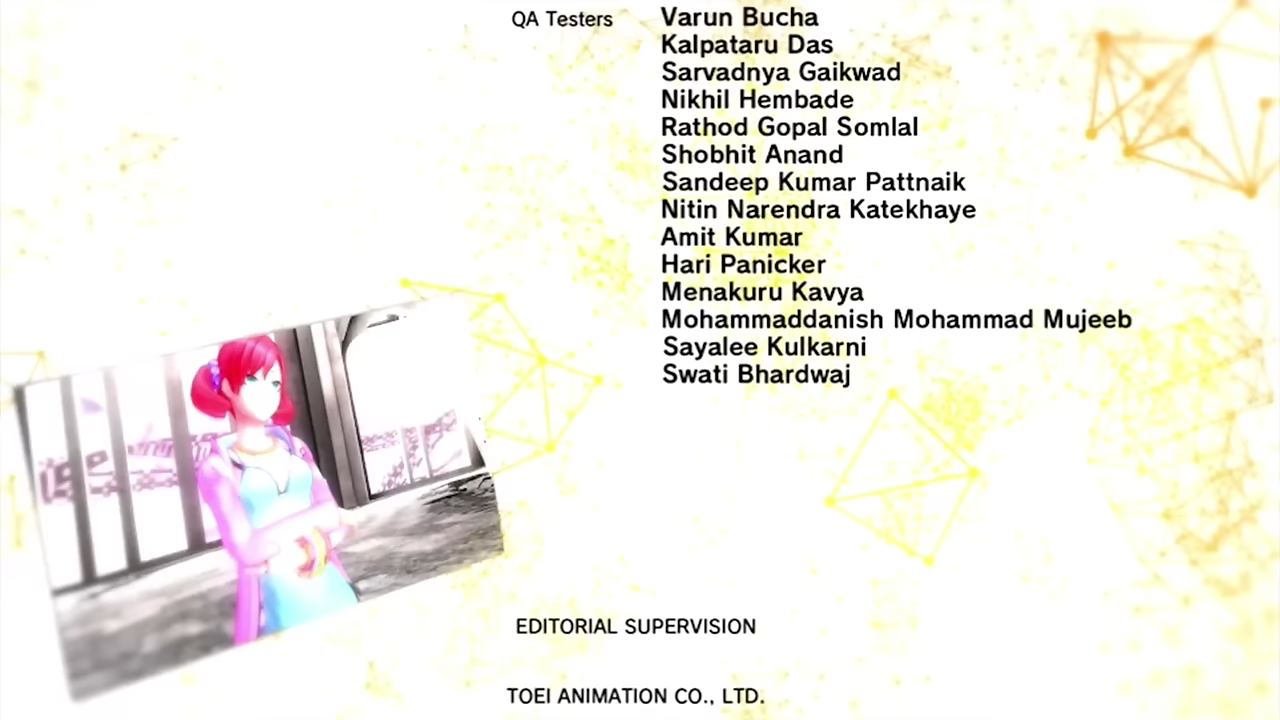 QA Testers Varun Bucha
Kalpataru Das
Sarvadnya Gaikwad
Nikhil Hembade
Rathod Gopal Somlal
Shobhit Anand
Sandeep Kumar Pattnaik
Nitin Narendra Katekhaye
Amit Kumar
Hari Panicker
Menakuru Kavya
Mohammaddanish Mohammad Mujeeb
Sayalee Kulkarni
Swati Bhardwaj
EDITORIAL SUPERVISION
TOEI ANIMATION CO., LTD.